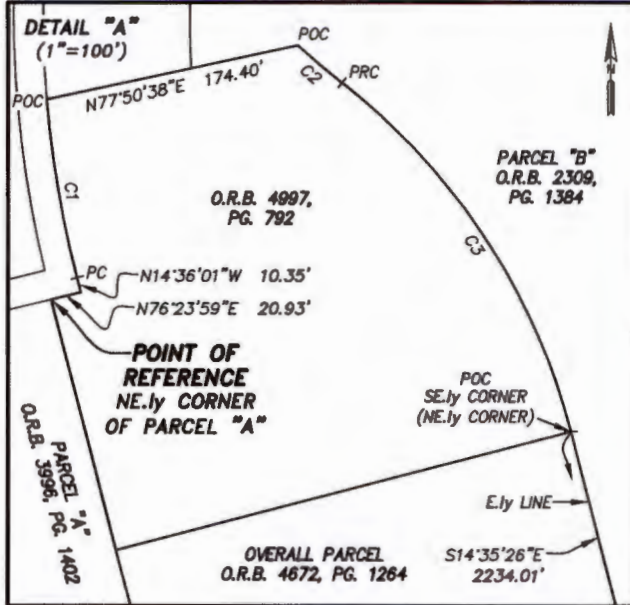 DETAIL "A"
(1"=100')
POC
C2
PRC
N
POC
N77°50'38"E 174.40'
PARCEL "B"
O.R.B. 2309,
PG. 1384
C1
O.R.B. 4997,
PG. 792
C3
PC
N14°36'01"W 10.35'
N76°23'59"E 20.93'
POINT OF
REFERENCE
NE.ly CORNER
OF PARCEL "A"
POC
SE.ly CORNER
(NE.ly CORNER)
PARCEL "A"
O.R.B. 3996, PG. 1402
E.ly LINE
OVERALL PARCEL
O.R.B. 4672, PG. 1264
S14°35'26"E
2234.01'